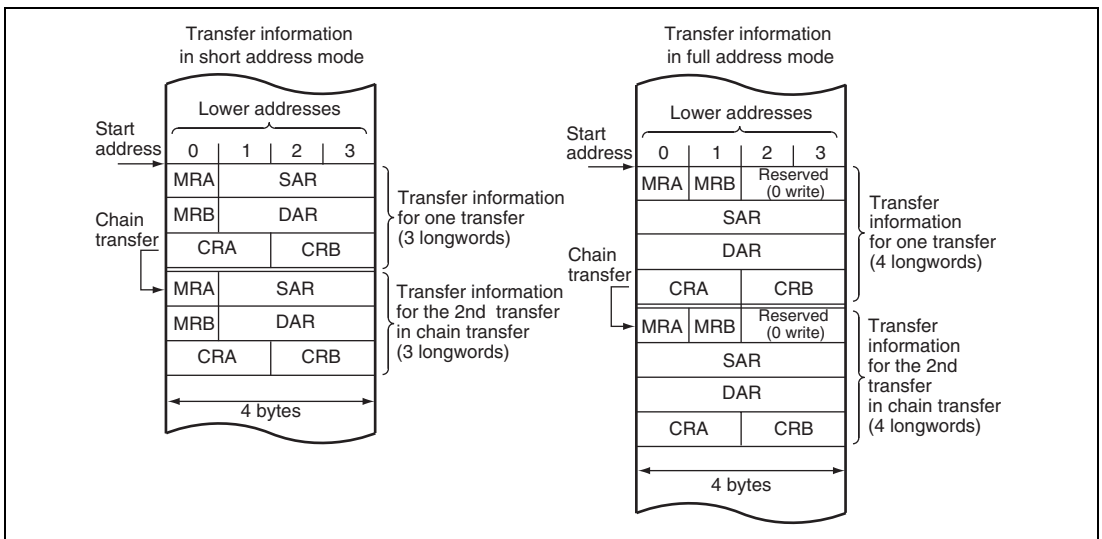 Transfer information
in short address mode
Lower addresses
Start
address
0 1 2 3
MRA SAR
MRB DAR
CRA CRB
Transfer information
for one transfer
(3 longwords)
Chain
transfer
MRA SAR
MRB DAR
CRA CRB
Transfer information
for the 2nd transfer
in chain transfer
(3 longwords)
4 bytes
Transfer information
in full address mode
Lower addresses
Start
address
0 1 2 3
MRA MRB Reserved
(0 write)
SAR
DAR
CRA CRB
Transfer
information
for one transfer
(4 longwords)
Chain
transfer
MRA MRB Reserved
(0 write)
SAR
DAR
CRA CRB
Transfer
information
for the 2nd
transfer
in chain transfer
(4 longwords)
4 bytes